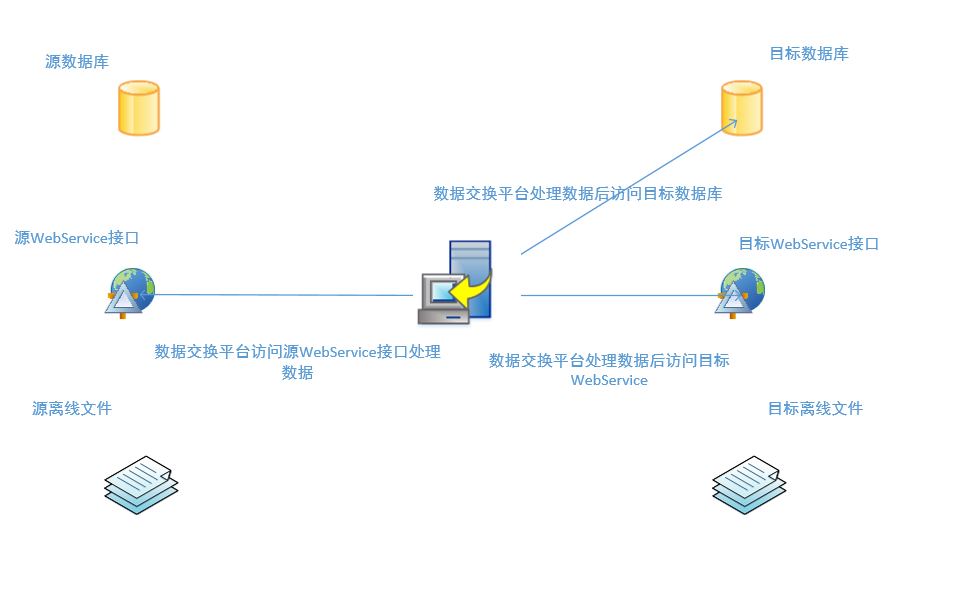 源数据库
目标数据库
数据交换平台处理数据后访问目标数据库
源WebService接口
目标WebService接口
数据交换平台访问源WebService接口处理
数据
数据交换平台处理数据后访问目标
WebService
源离线文件
目标离线文件